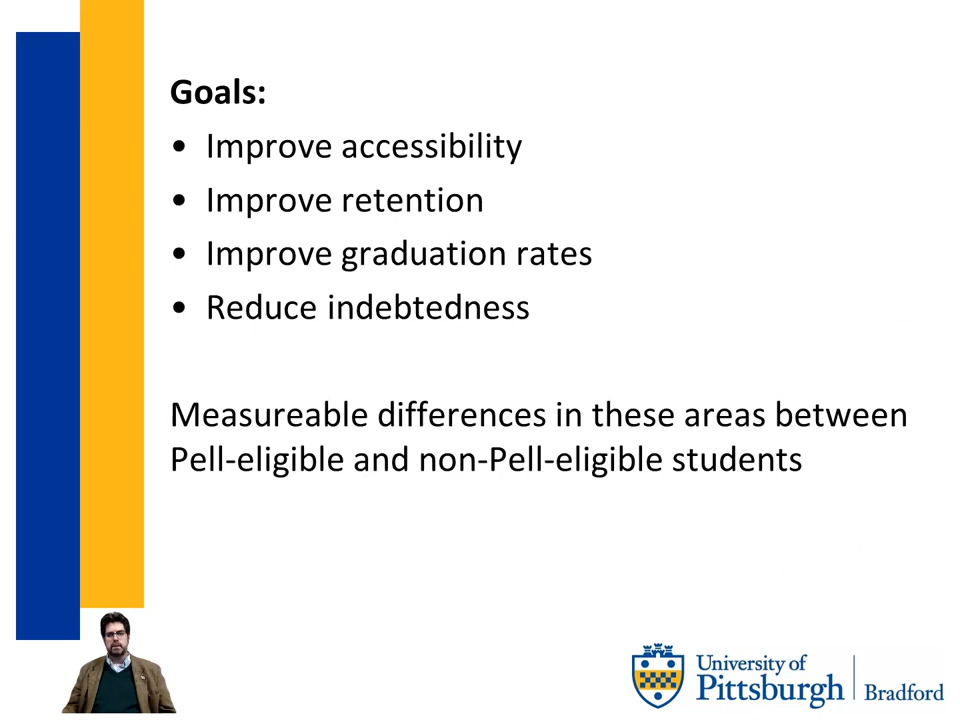 Goals:
• Improve accessibility
• Improve retention
• Improve graduation rates
• Reduce indebtedness
Measureable differences in these areas between
Pell-eligible and non-Pell-eligible students
University of
Pittsburgh
Bradford